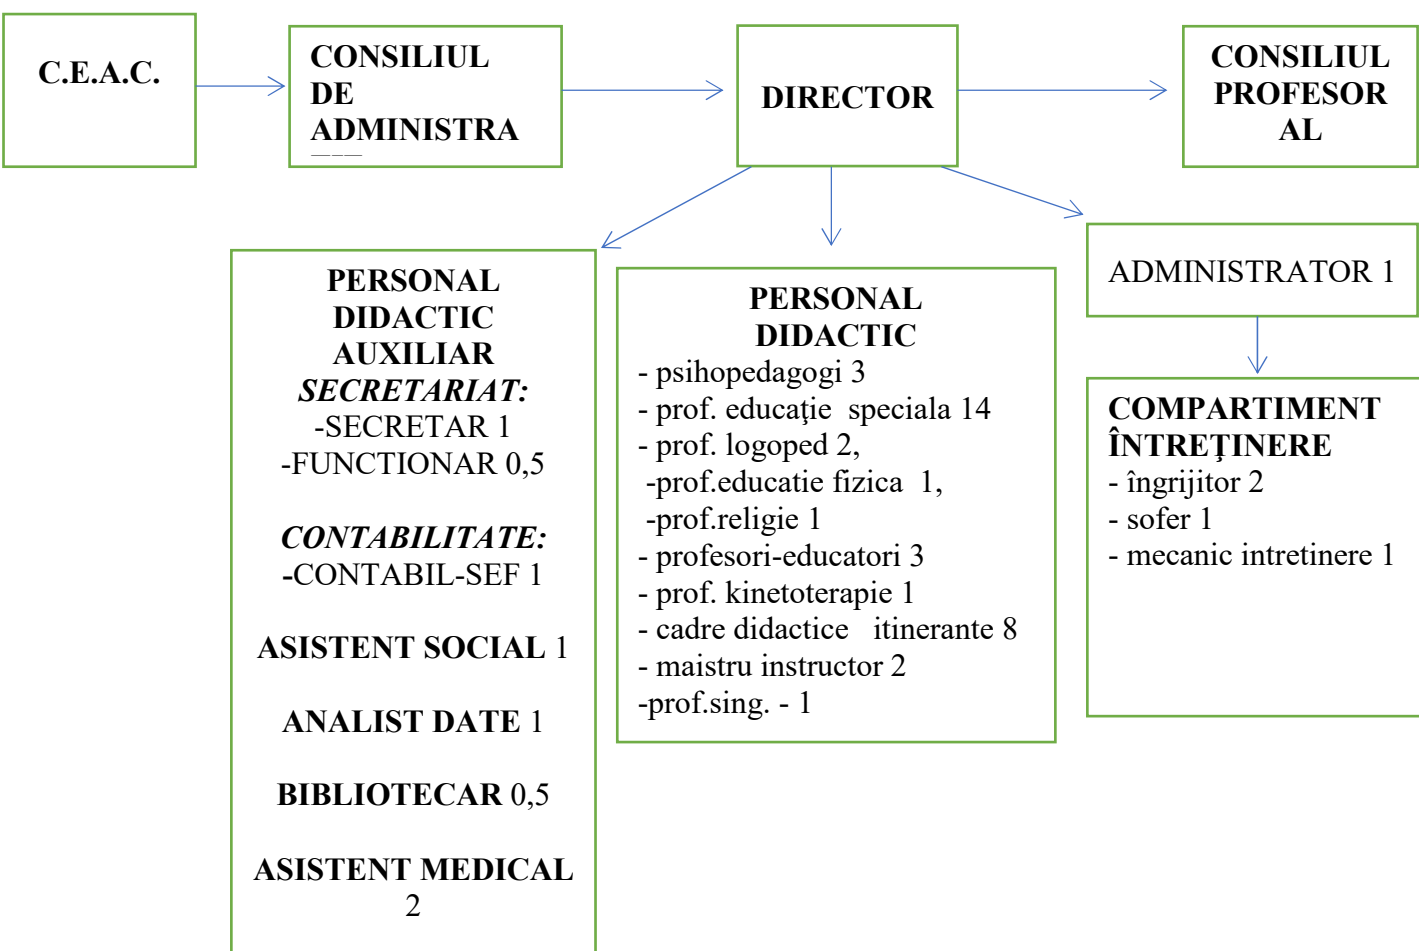 C.E.A.C.
CONSILIUL
DE
ADMINISTRA
DIRECTOR
CONSILIUL
PROFESOR
AL
PERSONAL
DIDACTIC
AUXILIAR
SECRETARIAT:
-SECRETAR 1
-FUNCTIONAR 0,5
CONTABILITATE:
-CONTABIL-SEF 1
ASISTENT SOCIAL 1
ANALIST DATE 1
BIBLIOTECAR 0,5
ASISTENT MEDICAL
2
PERSONAL
DIDACTIC
- psihopedagogi 3
- prof. educaţie  speciala 14
- prof. logoped 2,
-prof.educatie fizica  1,
-prof.religie 1
- profesori-educatori 3
- prof. kinetoterapie 1
- cadre didactice   itinerante 8
- maistru instructor 2
-prof.sing. - 1
ADMINISTRATOR 1
COMPARTIMENT
ÎNTREŢINERE
- îngrijitor 2
- sofer 1
- mecanic intretinere 1